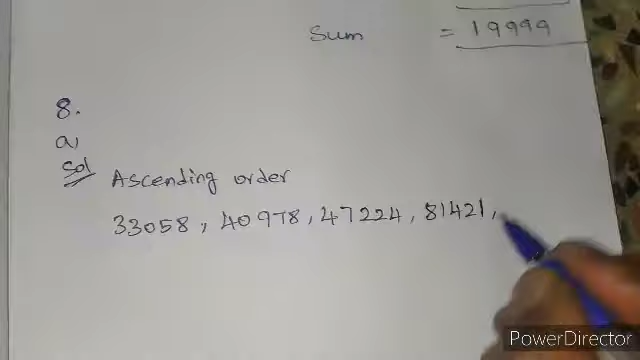 Sum = 19999
8.
a,
Sol Ascending order
33058, 40978, 47224, 81421,
PowerDirector